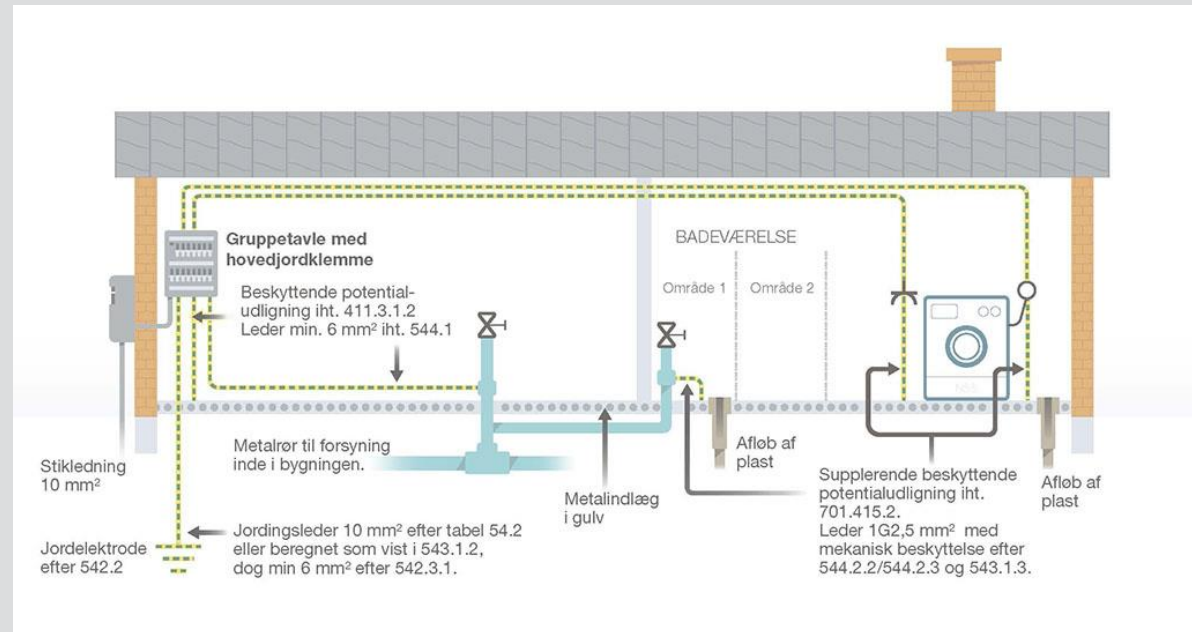 Gruppetavle med
hovedjordklemme
Beskyttende potential-
udligning iht. 411.3.1.2
Leder min. 6 mm² iht. 544.1
BADEVÆRELSE
Område 1
Område 2
Stikledning
10 mm²
Metalrør til forsyning
inde i bygningen.
Metalindlæg
i gulv
Afløb af
plast
Supplerende beskyttende
potentialudligning iht.
701.415.2.
Leder 1G2,5 mm² med
mekanisk beskyttelse efter
544.2.2/544.2.3 og 543.1.3.
Afløb af
plast
Jordelektrode
efter 542.2
Jordingsleder 10 mm² efter tabel 54.2
eller beregnet som vist i 543.1.2,
dog min 6 mm² efter 542.3.1.